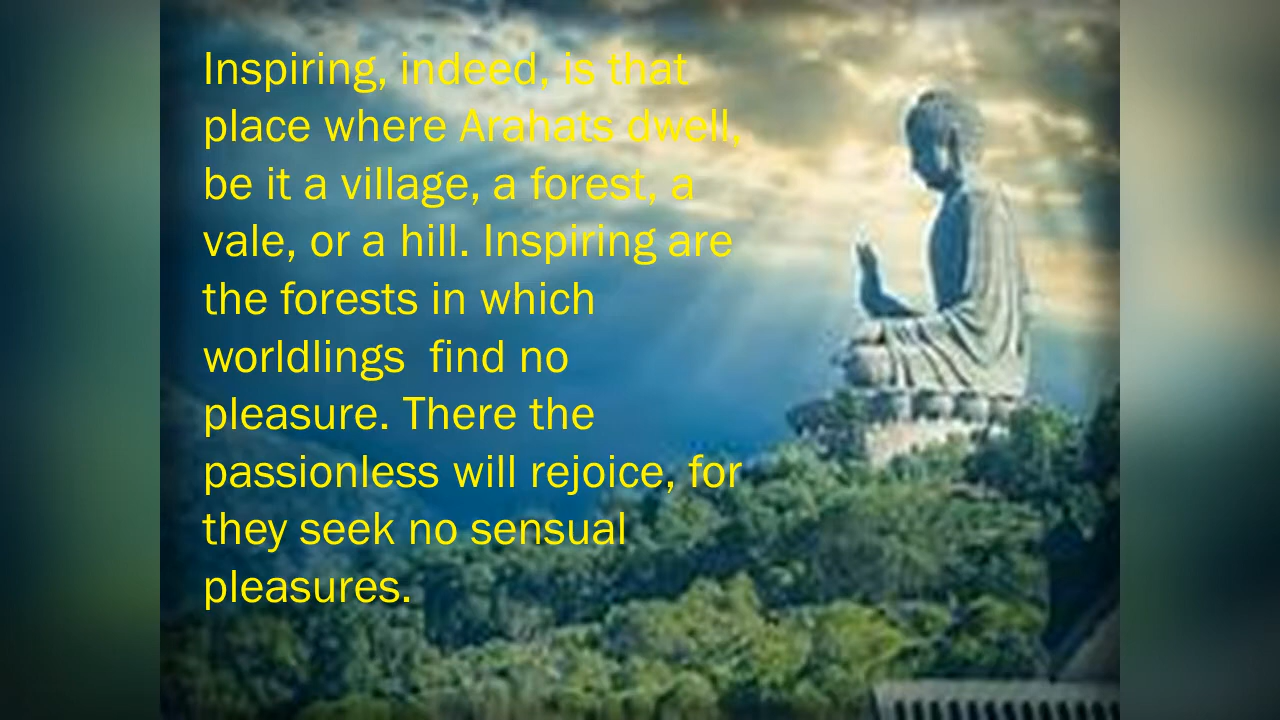 Inspiring, indeed, is that
place where Arahats dwell,
be it a village, a forest, a
vale, or a hill. Inspiring are
the forests in which
worldlings  find no
pleasure. There the
passionless will rejoice, for
they seek no sensual
pleasures.